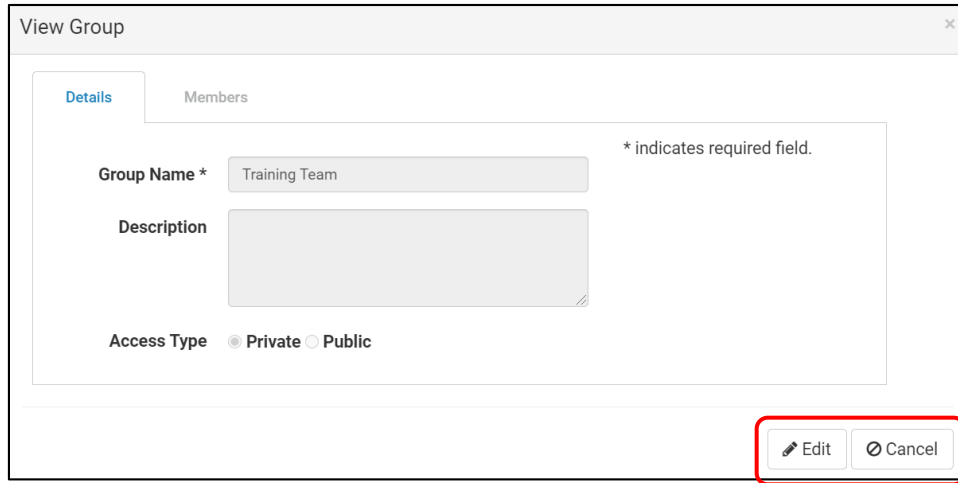 View Group
×
Details Members
* indicates required field.
Group Name * Training Team
Description
Access Type Private Public
Edit Cancel